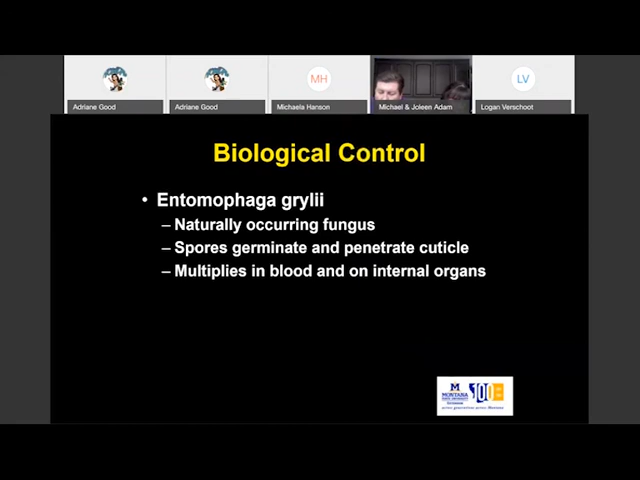 MH
LV
Adriane Good
Adriane Good
Michaela Hanson
Michael & Joleen Adam
Logan Verschoot
Biological Control
• Entomophaga grylii
– Naturally occurring fungus
– Spores germinate and penetrate cuticle
– Multiplies in blood and on internal organs
M
MONTANA
100